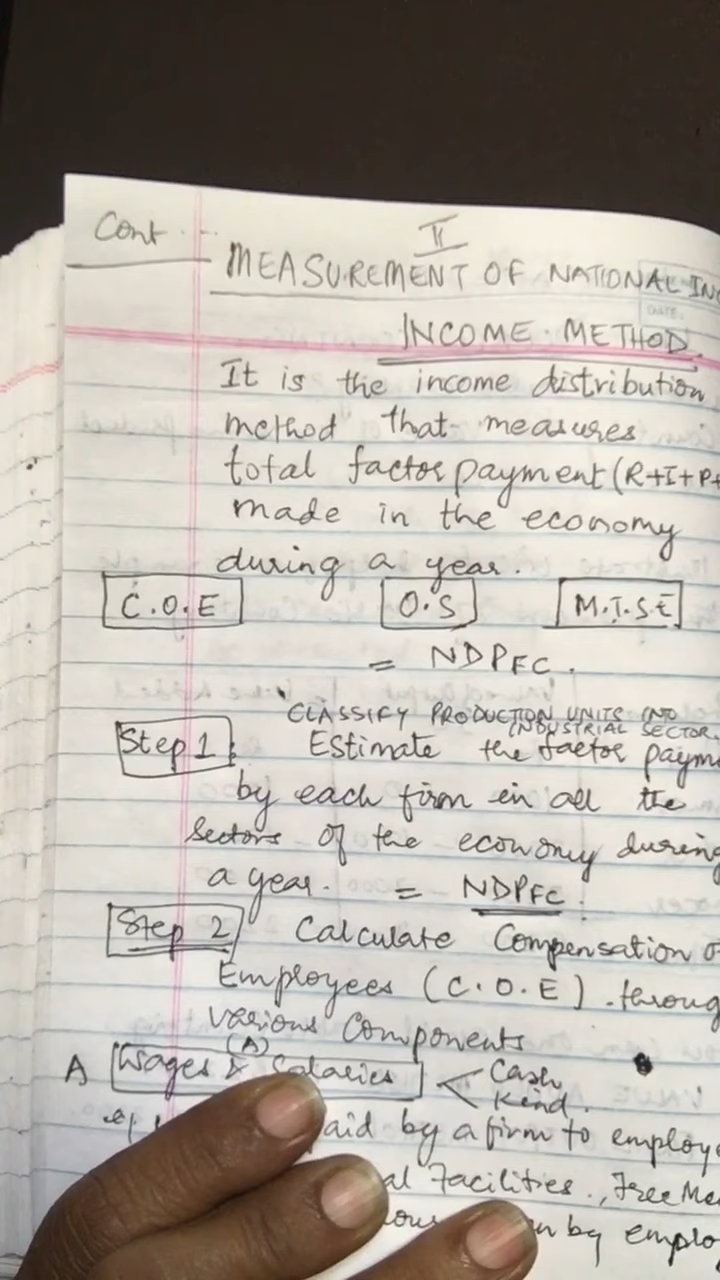 Cont ...
II
MEASUREMENT OF NATIONAL IN
INCOME METHOD
It is the income distribution
method that measures
total factor payment (R+I+P+
made in the economy
during a year.
C.O.E O.S M.I.S.E
= NDPFC.
CLASSIFY PRODUCTION UNITS INTO
INDUSTRIAL SECTOR.
Step 1: Estimate the factor payme
by each firm in all the
sectors of the economy during
a year. = NDPFC.
Step 2 Calculate Compensation of
Employees (C.O.E). throug
various Components
(A)
A Wages & Salaries < Cash
Kind.
aid by a firm to employe
al Facilities., Free Me
by emplo